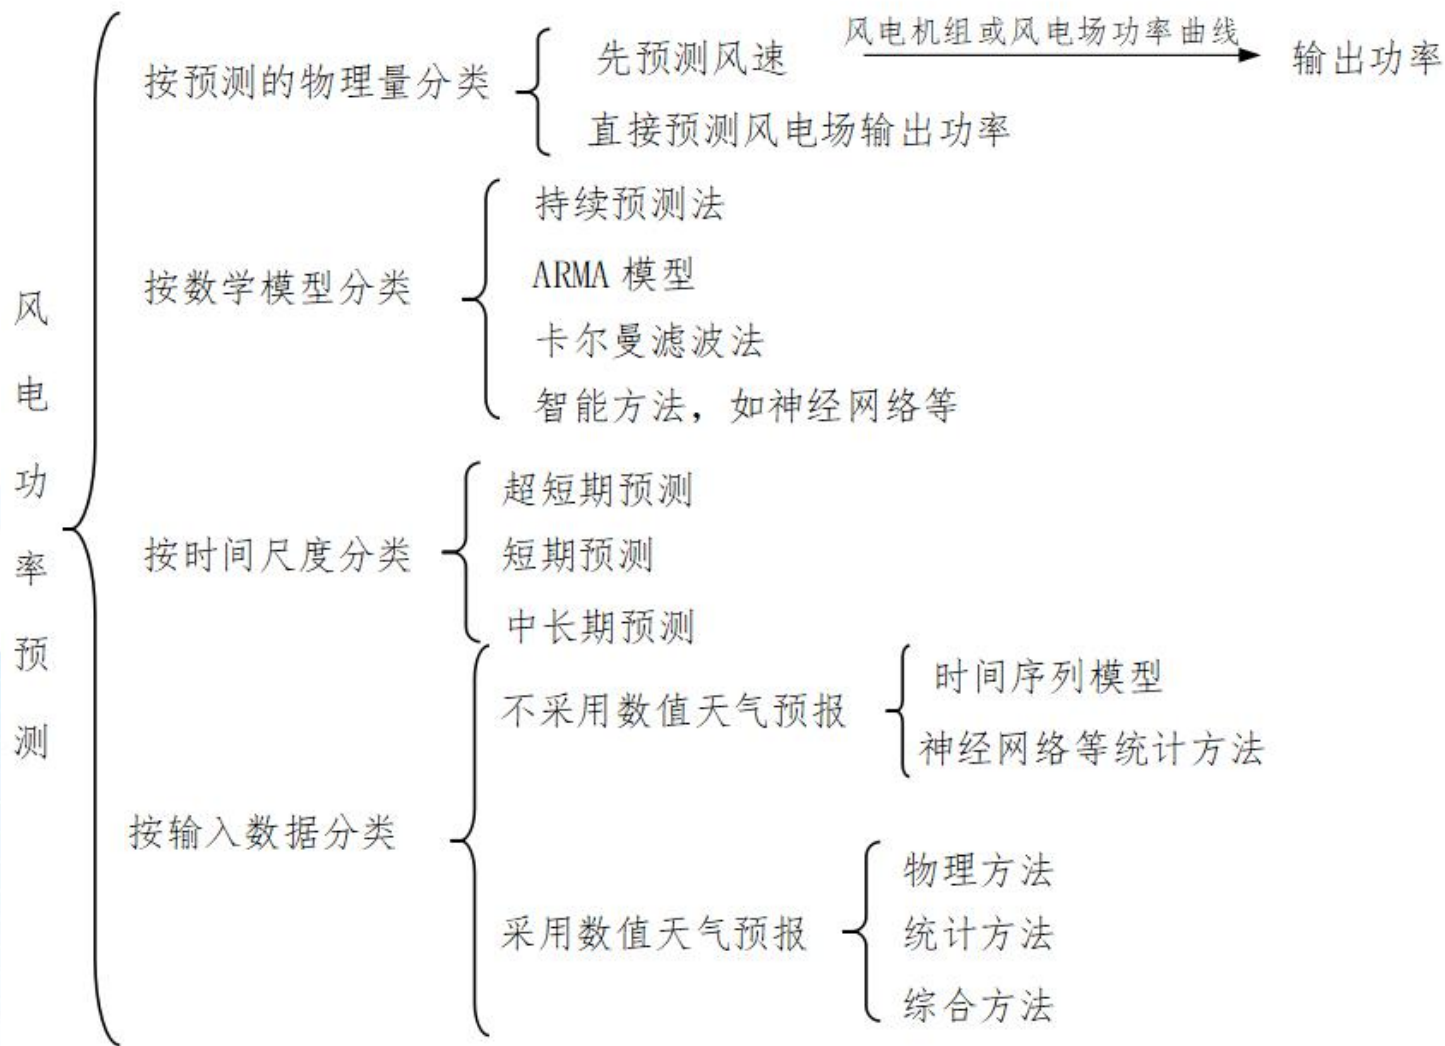 风电功率预测
按预测的物理量分类
先预测风速
风电机组或风电场功率曲线
输出功率
直接预测风电场输出功率
按数学模型分类
持续预测法
ARMA 模型
卡尔曼滤波法
智能方法，如神经网络等
按时间尺度分类
超短期预测
短期预测
中长期预测
按输入数据分类
不采用数值天气预报
时间序列模型
神经网络等统计方法
采用数值天气预报
物理方法
统计方法
综合方法